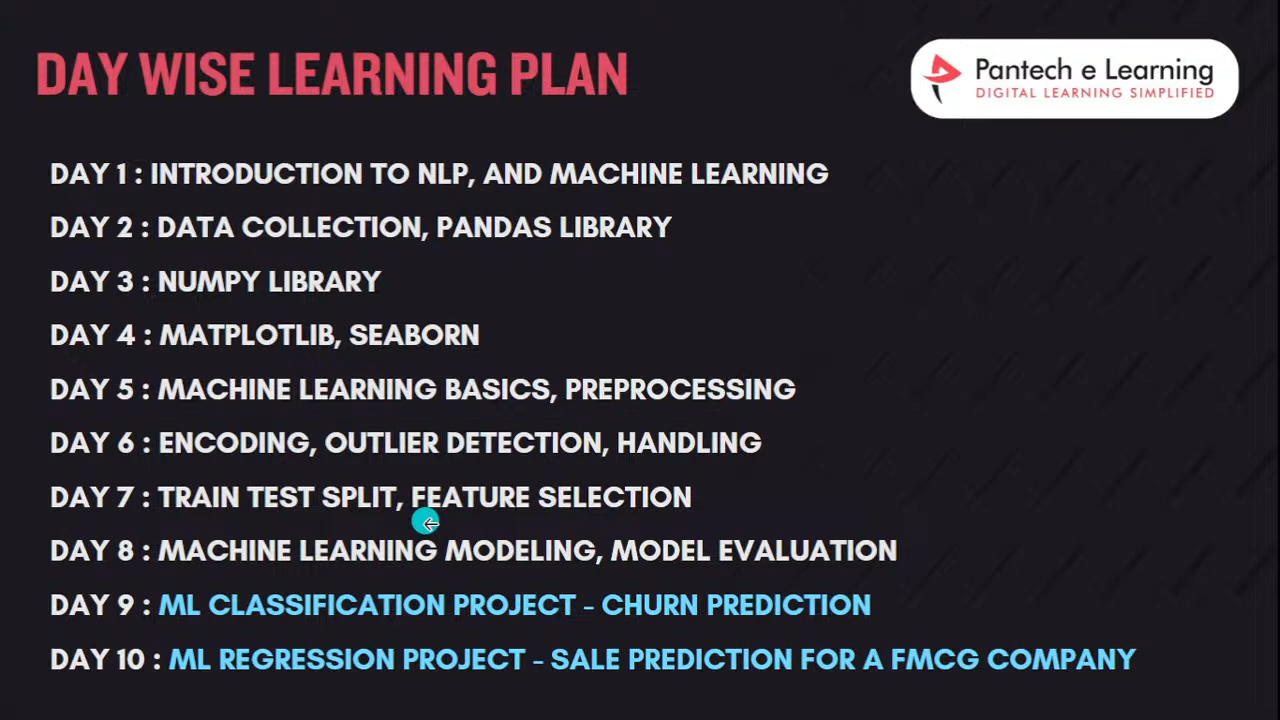 DAY WISE LEARNING PLAN
Pantech e Learning
DIGITAL LEARNING SIMPLIFIED
DAY 1 : INTRODUCTION TO NLP, AND MACHINE LEARNING
DAY 2 : DATA COLLECTION, PANDAS LIBRARY
DAY 3 : NUMPY LIBRARY
DAY 4 : MATPLOTLIB, SEABORN
DAY 5 : MACHINE LEARNING BASICS, PREPROCESSING
DAY 6 : ENCODING, OUTLIER DETECTION, HANDLING
DAY 7 : TRAIN TEST SPLIT, FEATURE SELECTION
DAY 8 : MACHINE LEARNING MODELING, MODEL EVALUATION
DAY 9 : ML CLASSIFICATION PROJECT - CHURN PREDICTION
DAY 10 : ML REGRESSION PROJECT - SALE PREDICTION FOR A FMCG COMPANY